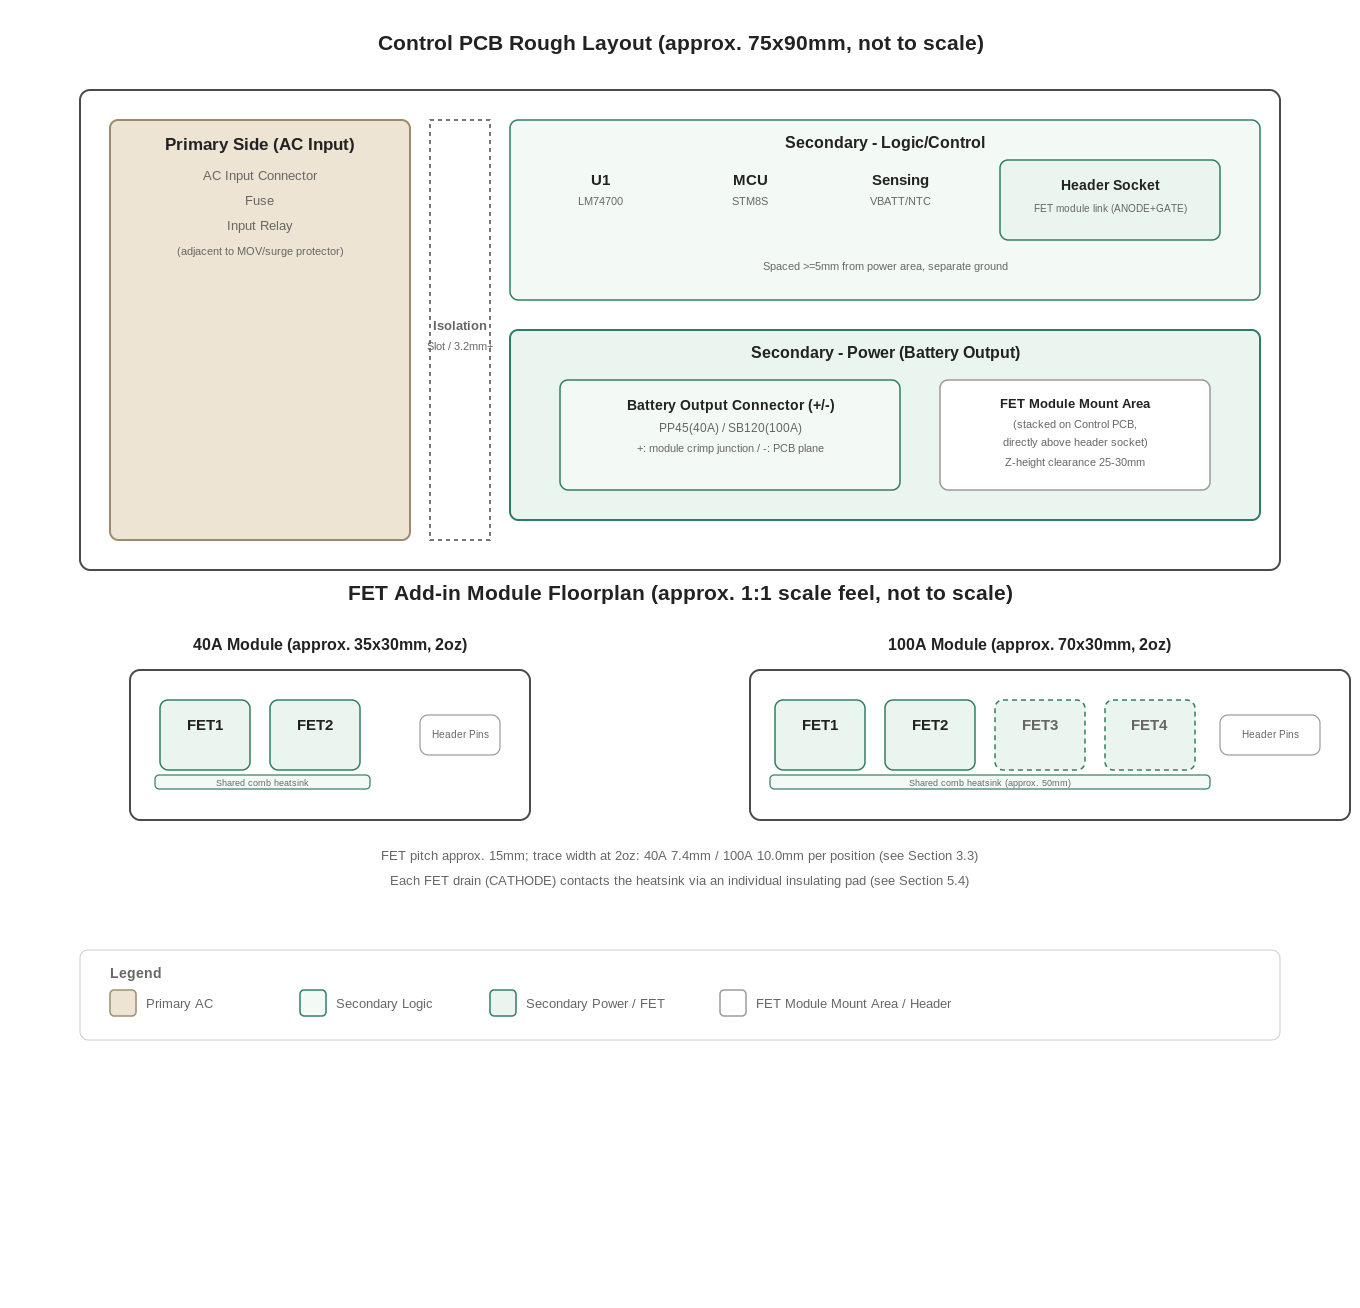 Control PCB Rough Layout (approx. 75x90mm, not to scale)
Primary Side (AC Input)
AC Input Connector
Fuse
Input Relay
(adjacent to MOV/surge protector)
Isolation
Slot / 3.2mm+
Secondary - Logic/Control
U1
LM74700
MCU
STM8S
Sensing
VBATT/NTC
Header Socket
FET module link (ANODE+GATE)
Spaced >=5mm from power area, separate ground
Secondary - Power (Battery Output)
Battery Output Connector (+/-)
PP45(40A) / SB120(100A)
+: module crimp junction / -: PCB plane
FET Module Mount Area
(stacked on Control PCB,
directly above header socket)
Z-height clearance 25-30mm
FET Add-in Module Floorplan (approx. 1:1 scale feel, not to scale)
40A Module (approx. 35x30mm, 2oz)
FET1
FET2
Header Pins
Shared comb heatsink
100A Module (approx. 70x30mm, 2oz)
FET1
FET2
FET3
FET4
Header Pins
Shared comb heatsink (approx. 50mm)
FET pitch approx. 15mm; trace width at 2oz: 40A 7.4mm / 100A 10.0mm per position (see Section 3.3)
Each FET drain (CATHODE) contacts the heatsink via an individual insulating pad (see Section 5.4)
Legend
Primary AC
Secondary Logic
Secondary Power / FET
FET Module Mount Area / Header